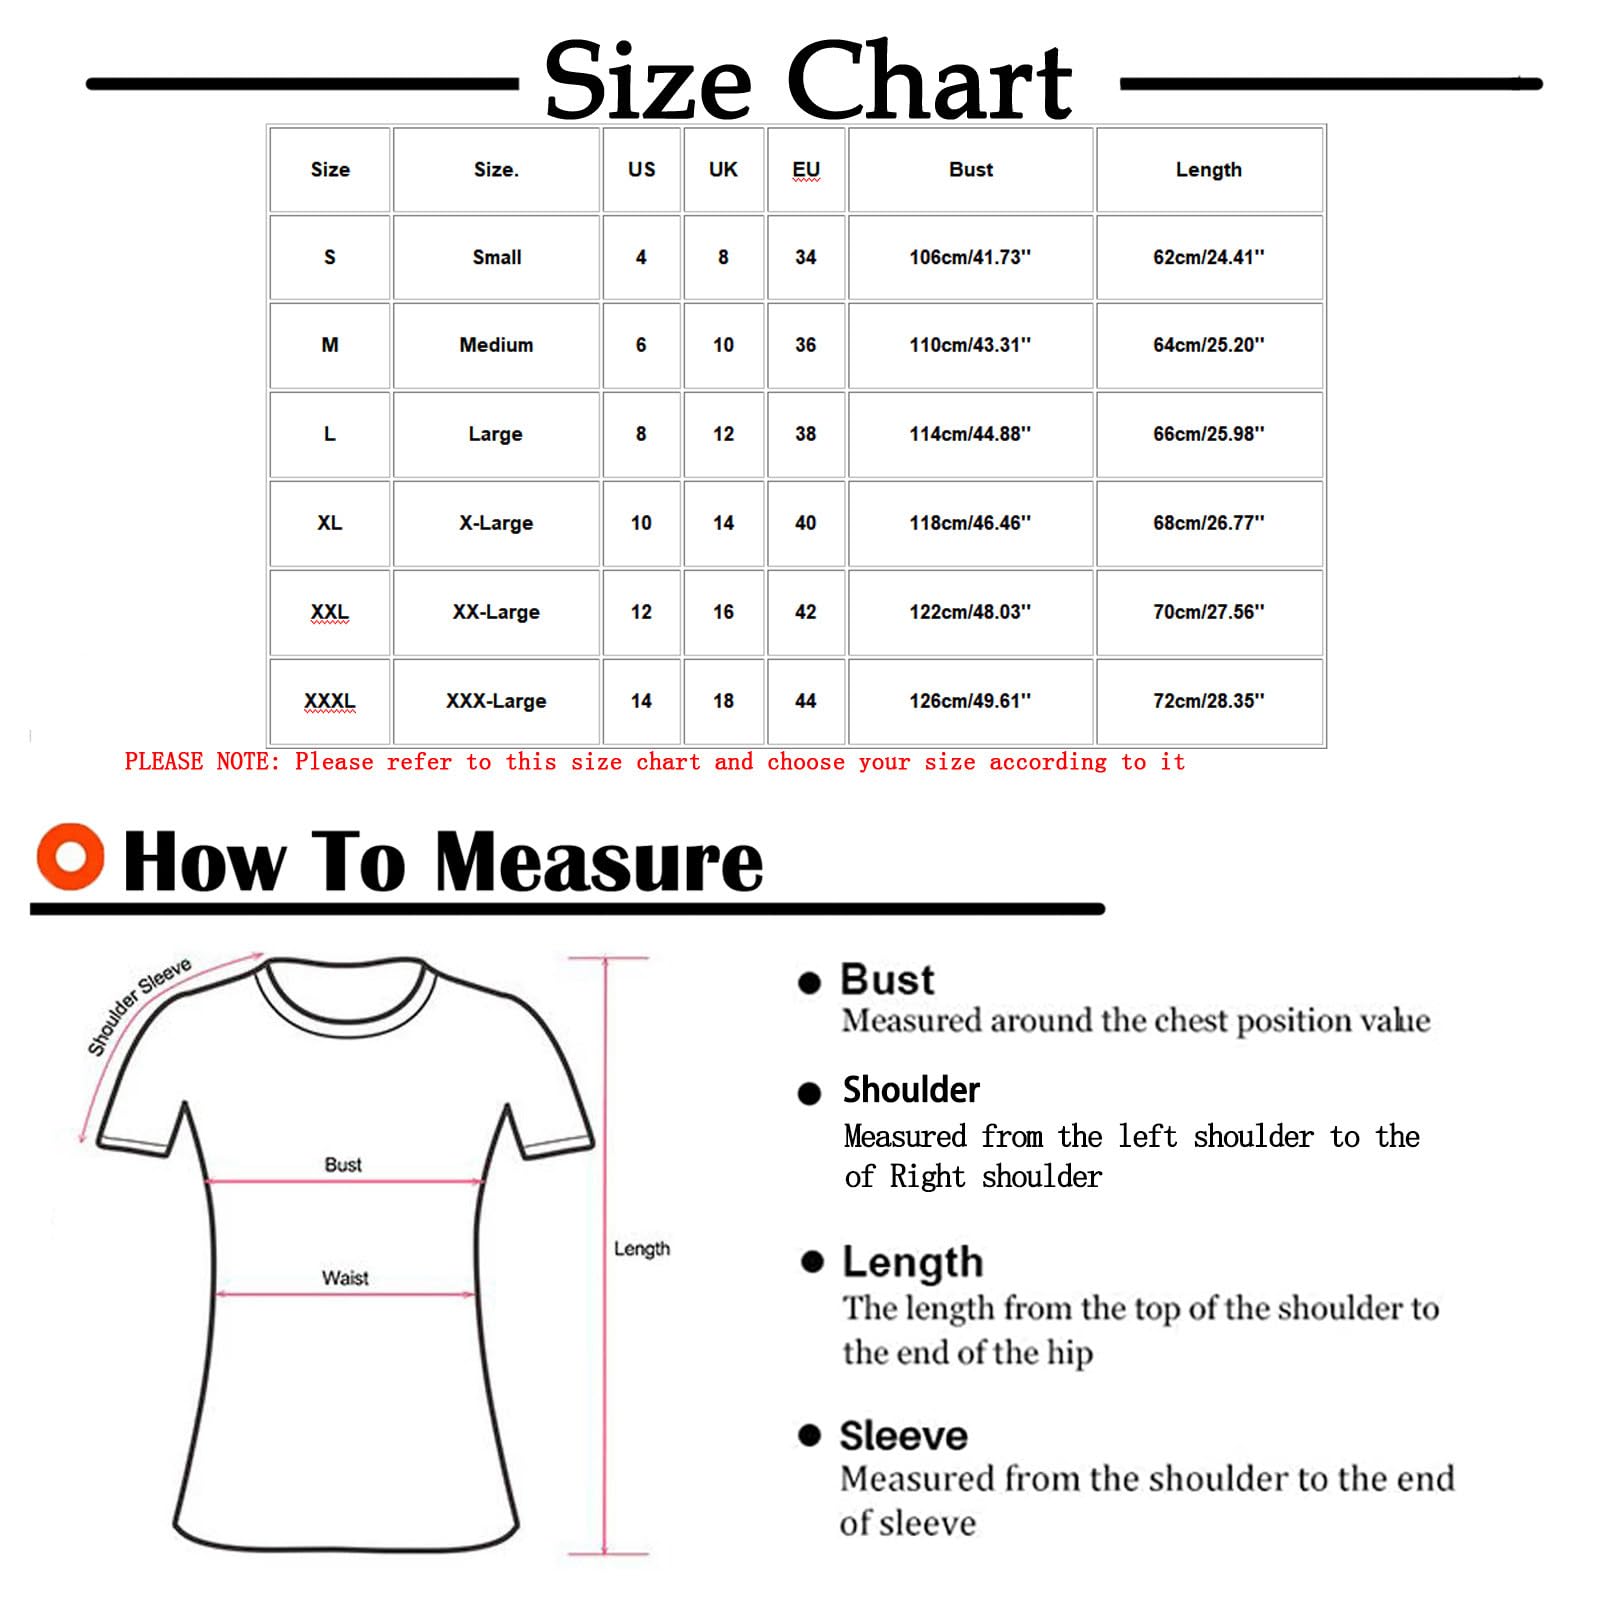 Size Chart
Size Size. US UK EU Bust Length
S Small 4 8 34 106cm/41.73'' 62cm/24.41''
M Medium 6 10 36 110cm/43.31'' 64cm/25.20''
L Large 8 12 38 114cm/44.88'' 66cm/25.98''
XL X-Large 10 14 40 118cm/46.46'' 68cm/26.77''
XXL XX-Large 12 16 42 122cm/48.03'' 70cm/27.56''
XXXL XXX-Large 14 18 44 126cm/49.61'' 72cm/28.35''
PLEASE NOTE: Please refer to this size chart and choose your size according to it
How To Measure
Shoulder Sleeve
Bust
Waist
Length
Bust
Measured around the chest position value
Shoulder
Measured from the left shoulder to the
of Right shoulder
Length
The length from the top of the shoulder to
the end of the hip
Sleeve
Measured from the shoulder to the end
of sleeve